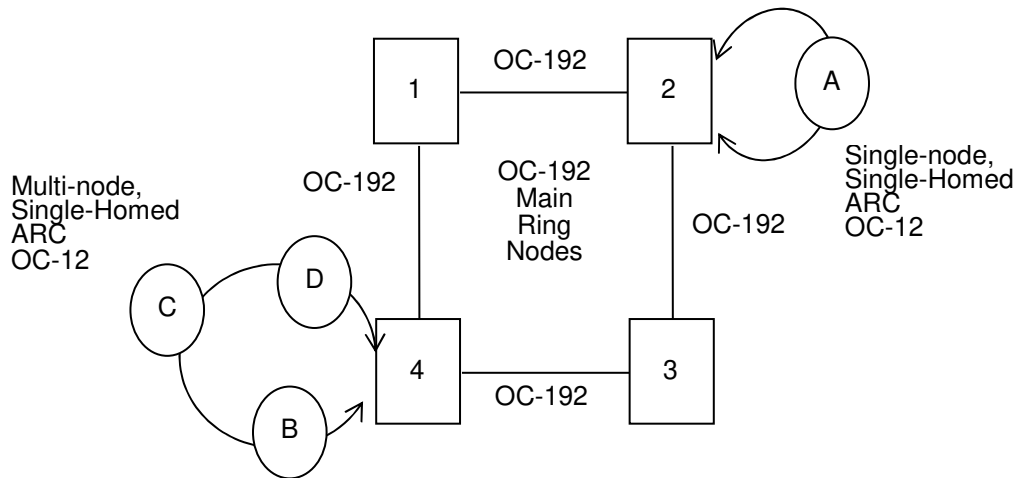 OC-192
1
2
A
OC-192
OC-192
Main
Ring
Nodes
Single-node,
Single-Homed
ARC
OC-12
Multi-node,
Single-Homed
ARC
OC-12
OC-192
D
C
4
3
OC-192
B